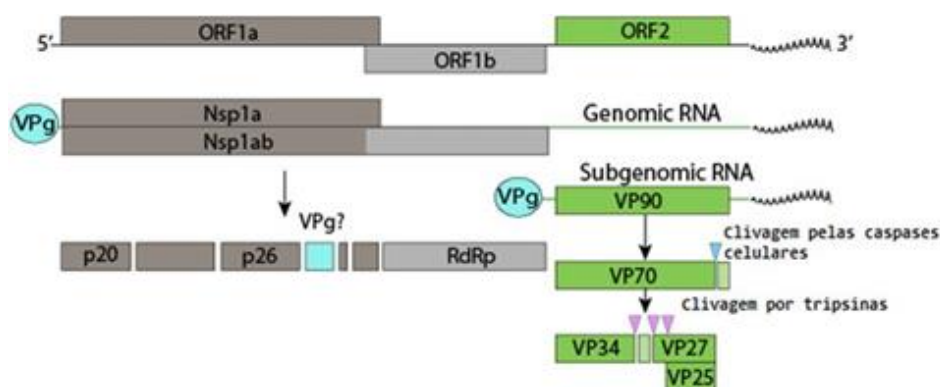 5' ORF1a ORF2 3'
ORF1b
VPg Nsp1a Genomic RNA
Nsp1ab
Subgenomic RNA
VPg VP90
VPg?
Clivagem pelas caspases
celulares
p20 p26 RdRp VP70
Clivagem por tripsinas
VP34 VP27
VP25